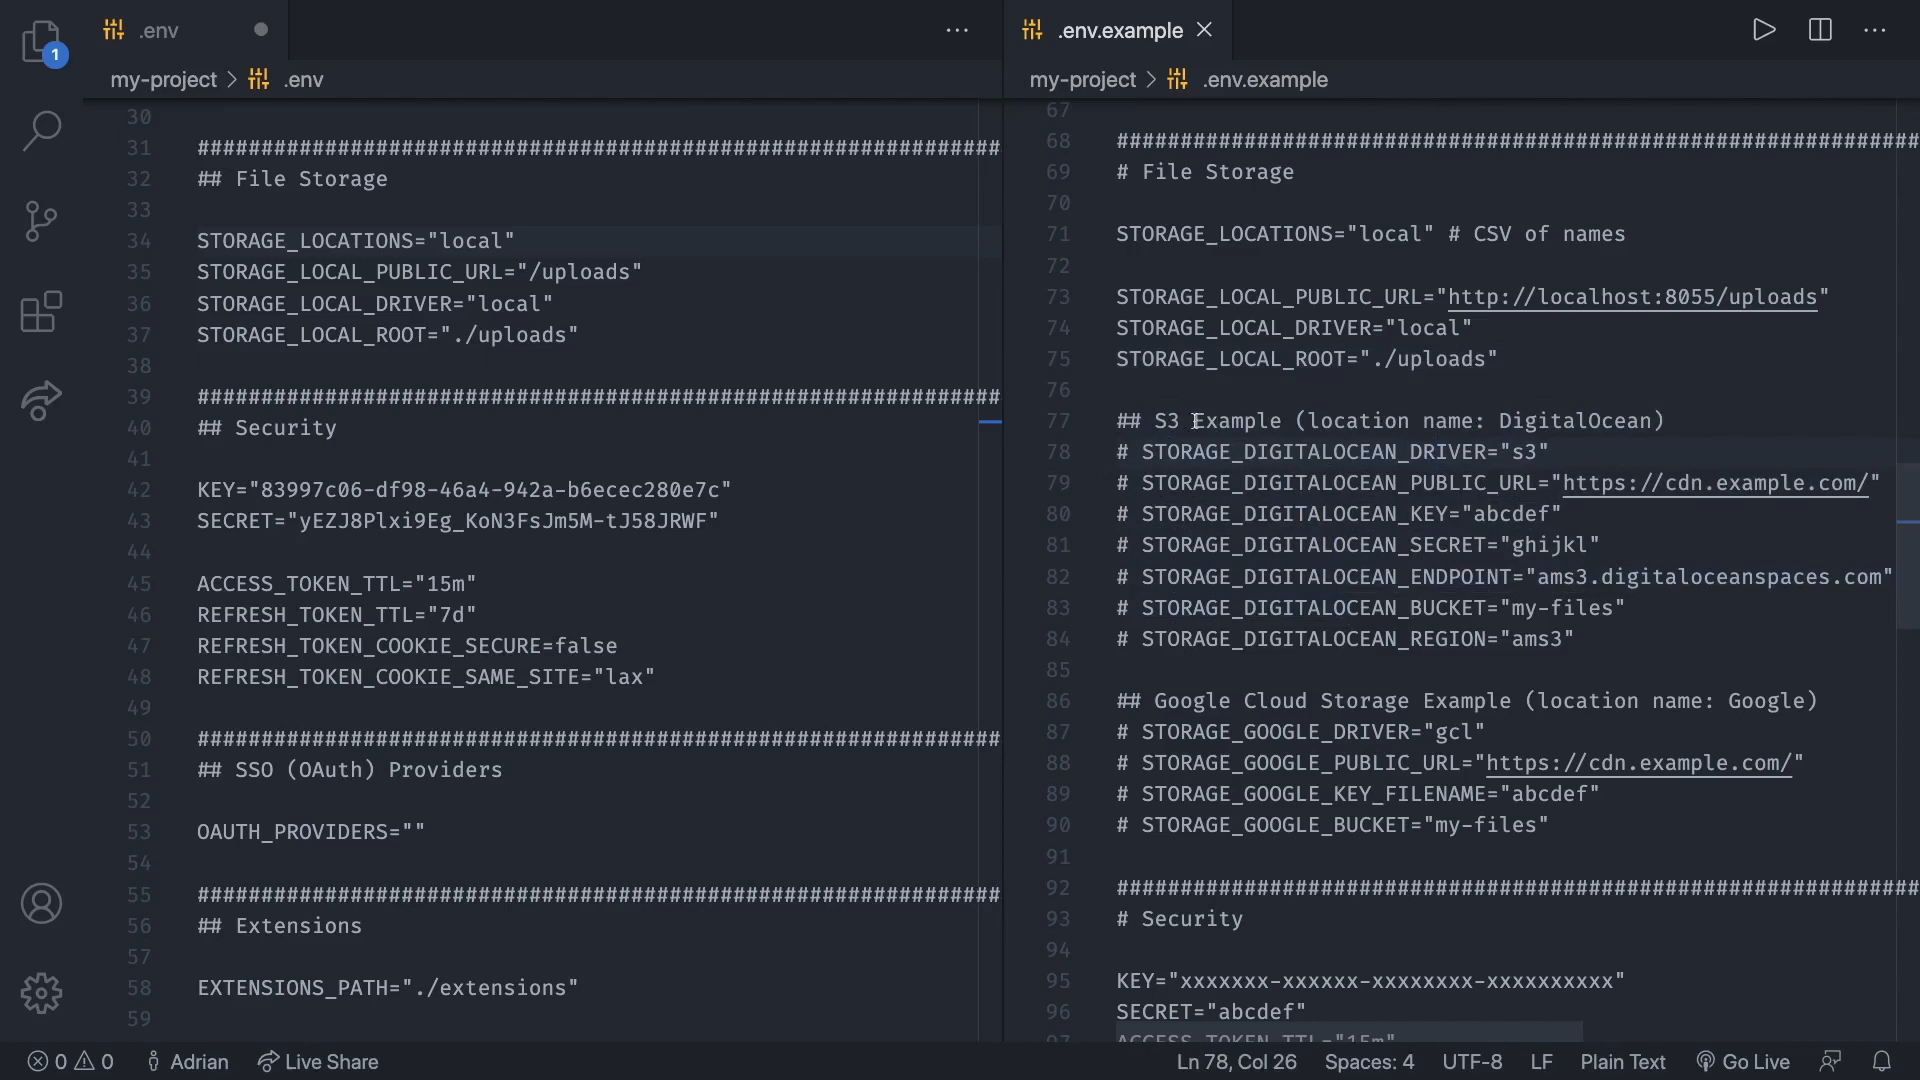 1
.env
...
my-project > .env
30
31 ###############################################################
32 ## File Storage
33
34 STORAGE_LOCATIONS="local"
35 STORAGE_LOCAL_PUBLIC_URL="/uploads"
36 STORAGE_LOCAL_DRIVER="local"
37 STORAGE_LOCAL_ROOT="./uploads"
38
39 ###############################################################
40 ## Security
41
42 KEY="83997c06-df98-46a4-942a-b6ecec280e7c"
43 SECRET="yEZJ8Plxi9Eg_KoN3FsJm5M-tJ58JRWF"
44
45 ACCESS_TOKEN_TTL="15m"
46 REFRESH_TOKEN_TTL="7d"
47 REFRESH_TOKEN_COOKIE_SECURE=false
48 REFRESH_TOKEN_COOKIE_SAME_SITE="lax"
49
50 ###############################################################
51 ## SSO (OAuth) Providers
52
53 OAUTH_PROVIDERS=""
54
55 ###############################################################
56 ## Extensions
57
58 EXTENSIONS_PATH="./extensions"
59
.env.example
...
my-project > .env.example
67
68 ###############################################################
69 # File Storage
70
71 STORAGE_LOCATIONS="local" # CSV of names
72
73 STORAGE_LOCAL_PUBLIC_URL="http://localhost:8055/uploads"
74 STORAGE_LOCAL_DRIVER="local"
75 STORAGE_LOCAL_ROOT="./uploads"
76
77 ## S3 Example (location name: DigitalOcean)
78 # STORAGE_DIGITALOCEAN_DRIVER="s3"
79 # STORAGE_DIGITALOCEAN_PUBLIC_URL="https://cdn.example.com/"
80 # STORAGE_DIGITALOCEAN_KEY="abcdef"
81 # STORAGE_DIGITALOCEAN_SECRET="ghijkl"
82 # STORAGE_DIGITALOCEAN_ENDPOINT="ams3.digitaloceanspaces.com"
83 # STORAGE_DIGITALOCEAN_BUCKET="my-files"
84 # STORAGE_DIGITALOCEAN_REGION="ams3"
85
86 ## Google Cloud Storage Example (location name: Google)
87 # STORAGE_GOOGLE_DRIVER="gcl"
88 # STORAGE_GOOGLE_PUBLIC_URL="https://cdn.example.com/"
89 # STORAGE_GOOGLE_KEY_FILENAME="abcdef"
90 # STORAGE_GOOGLE_BUCKET="my-files"
91
92 ###############################################################
93 # Security
94
95 KEY="xxxxxxx-xxxxxx-xxxxxxxx-xxxxxxxxxx"
96 SECRET="abcdef"
97 ACCESS_TOKEN_TTL="15m"
0 0 Adrian Live Share
Ln 78, Col 26 Spaces: 4 UTF-8 LF Plain Text Go Live